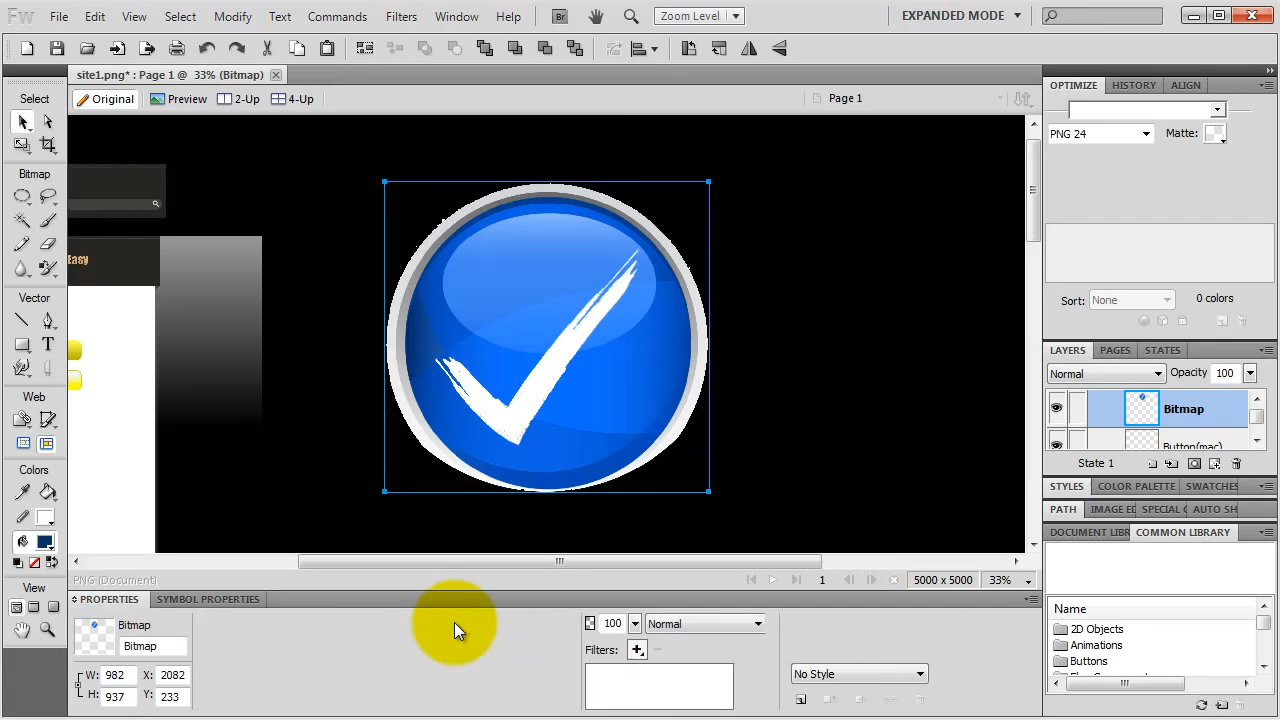 Fw File Edit View Select Modify Text Commands Filters Window Help Br Zoom Level EXPANDED MODE
site1.png* : Page 1 @ 33% (Bitmap)
Original Preview 2-Up 4-Up Page 1
Select
Bitmap
Vector
Web
Colors
View
Easy
OPTIMIZE HISTORY ALIGN
PNG 24 Matte:
Sort: None 0 colors
LAYERS PAGES STATES
Normal Opacity 100
Bitmap
Button(mac)
State 1
STYLES COLOR PALETTE SWATCHES
PATH IMAGE ED SPECIAL C AUTO SH
DOCUMENT LIBR COMMON LIBRARY
Name
2D Objects
Animations
Buttons
PNG (Document) 1 5000 x 5000 33%
PROPERTIES SYMBOL PROPERTIES
Bitmap
Bitmap
W: 982 X: 2082
H: 937 Y: 233
100 Normal
Filters:
No Style